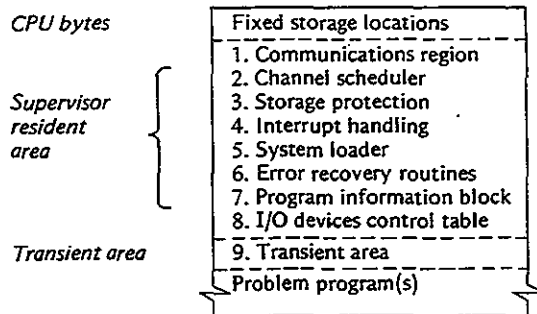 CPU bytes
Fixed storage locations
Supervisor
resident
area
1. Communications region
2. Channel scheduler
3. Storage protection
4. Interrupt handling
5. System loader
6. Error recovery routines
7. Program information block
8. I/O devices control table
Transient area
9. Transient area
Problem program(s)